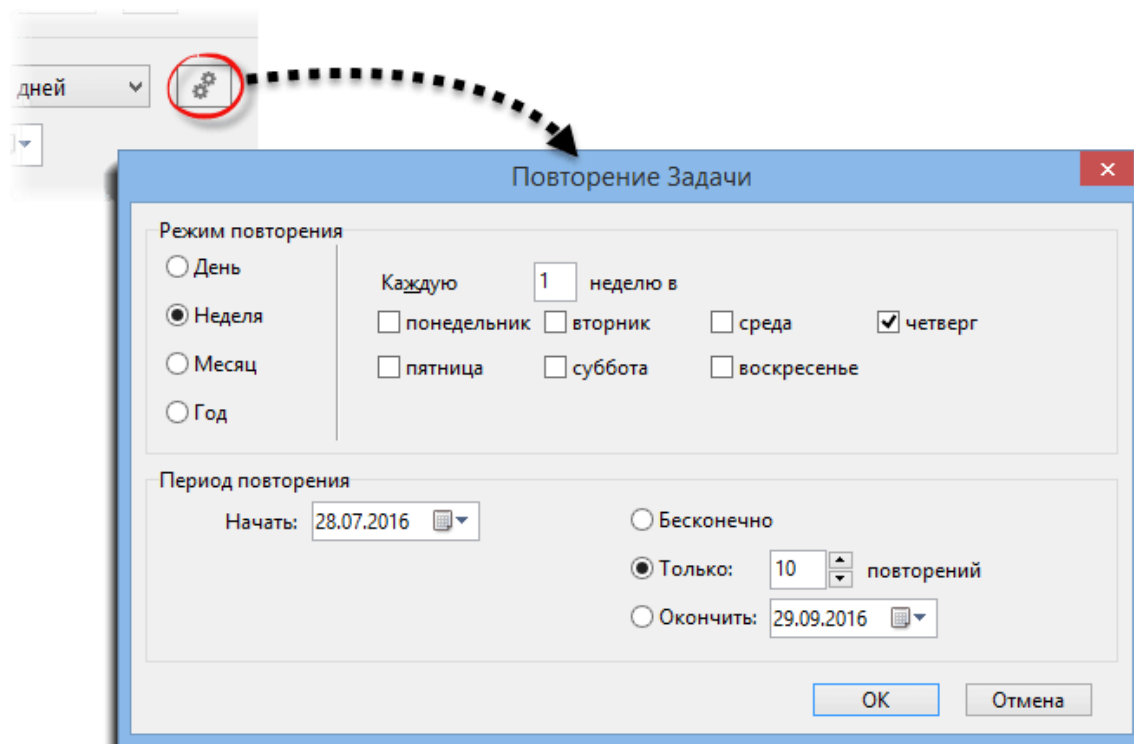 дней
Повторение Задачи
Режим повторения
День
Неделя
Месяц
Год
Каждую 1 неделю в
понедельник вторник среда четверг
пятница суббота воскресенье
Период повторения
Начать: 28.07.2016
Бесконечно
Только: 10 повторений
Окончить: 29.09.2016
OK Отмена